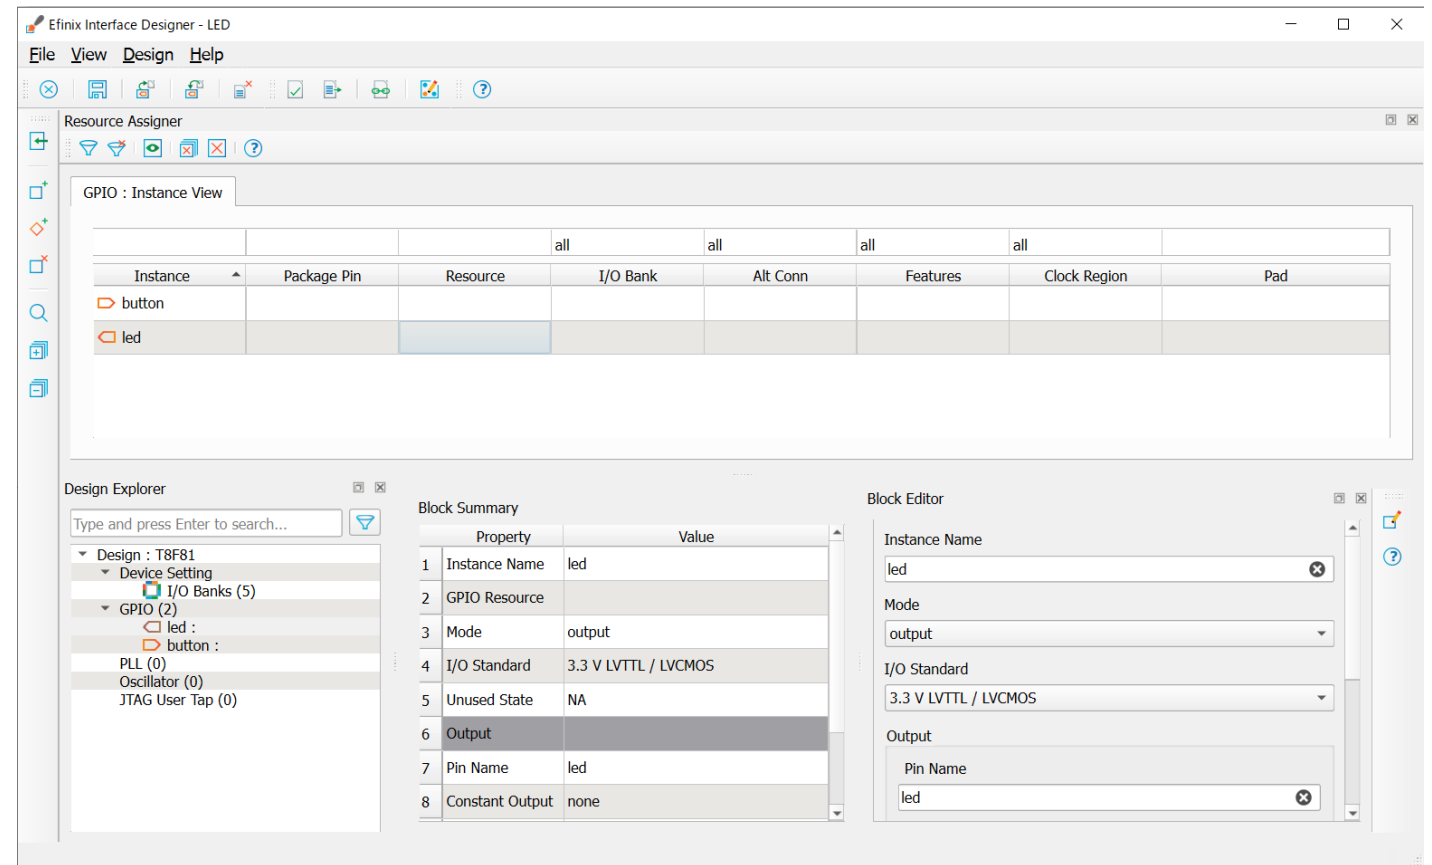 Efinix Interface Designer - LED
File View Design Help
Resource Assigner
GPIO : Instance View
all all all all
Instance Package Pin Resource I/O Bank Alt Conn Features Clock Region Pad
button
led
Design Explorer
Type and press Enter to search...
Design : T8F81
Device Setting
I/O Banks (5)
GPIO (2)
led :
button :
PLL (0)
Oscillator (0)
JTAG User Tap (0)
Block Summary
Property Value
1 Instance Name led
2 GPIO Resource
3 Mode output
4 I/O Standard 3.3 V LVTTL / LVCMOS
5 Unused State NA
6 Output
7 Pin Name led
8 Constant Output none
Block Editor
Instance Name
led
Mode
output
I/O Standard
3.3 V LVTTL / LVCMOS
Output
Pin Name
led